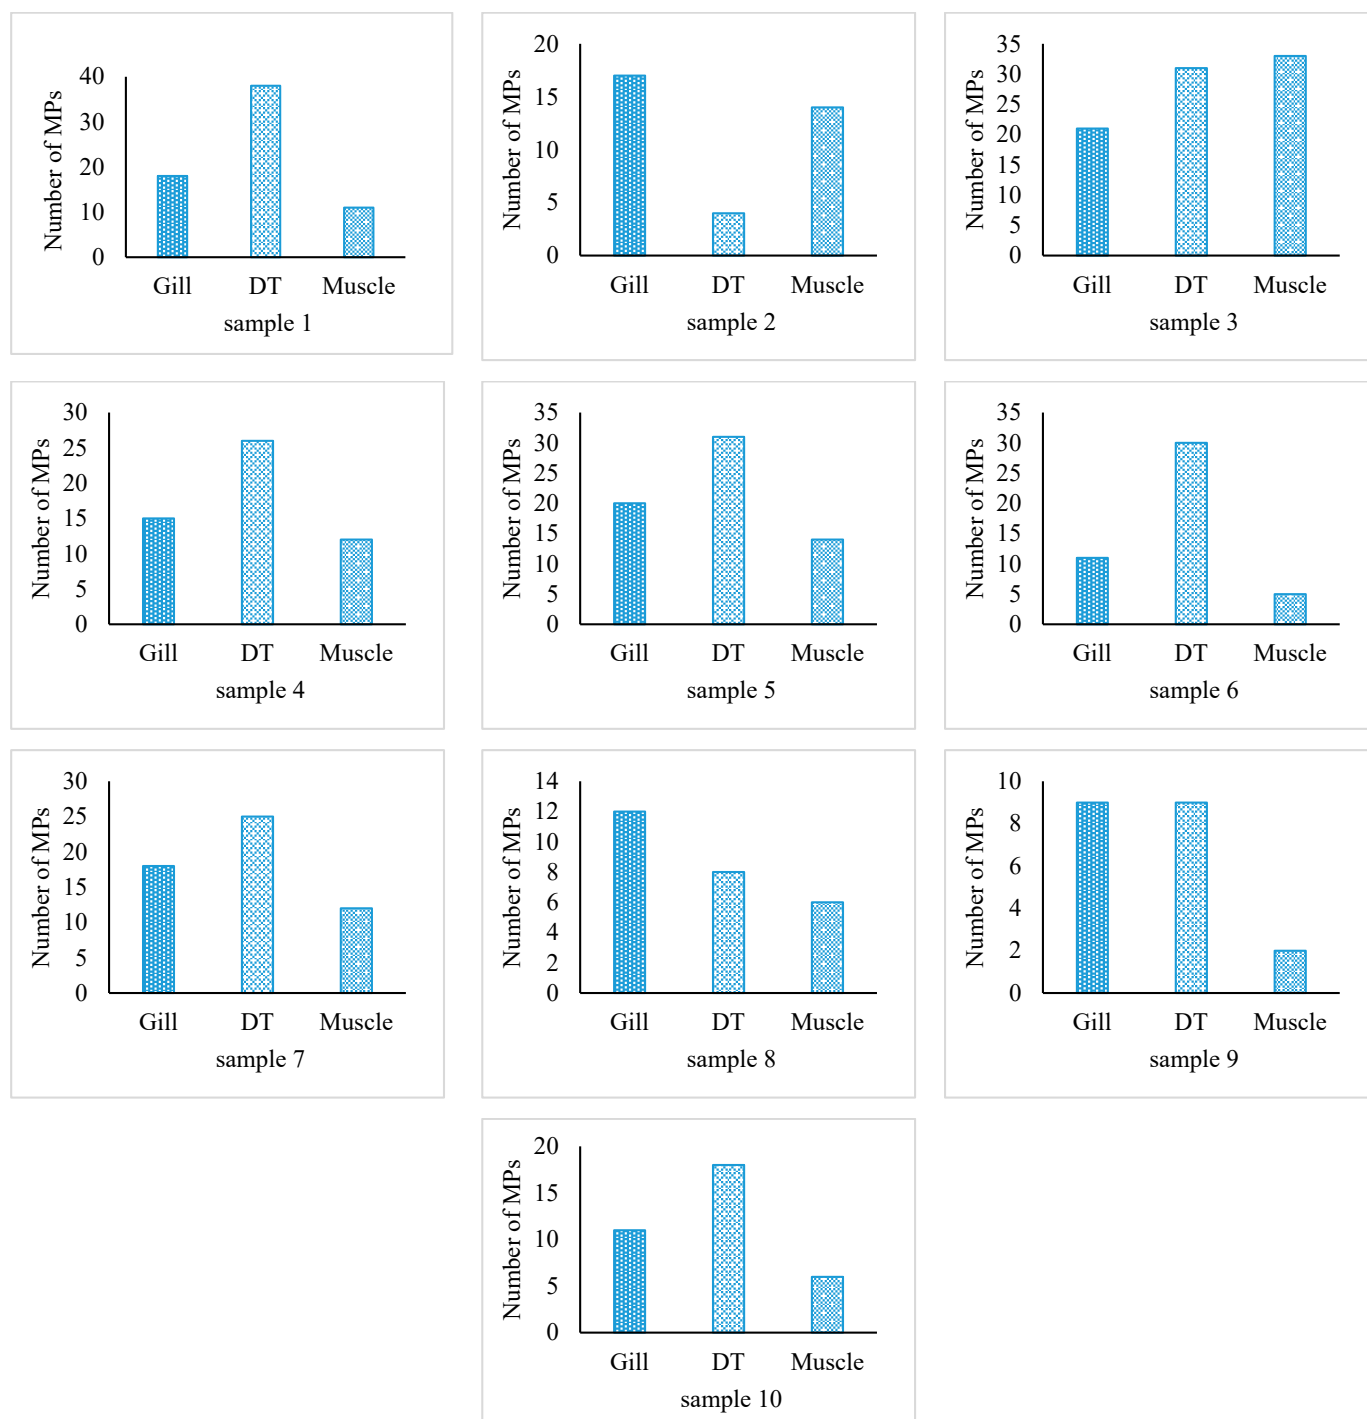 Number of MPs
40
30
20
10
0
Gill DT Muscle
sample 1
Number of MPs
20
15
10
5
0
Gill DT Muscle
sample 2
Number of MPs
35
30
25
20
15
10
5
0
Gill DT Muscle
sample 3
Number of MPs
30
25
20
15
10
5
0
Gill DT Muscle
sample 4
Number of MPs
35
30
25
20
15
10
5
0
Gill DT Muscle
sample 5
Number of MPs
35
30
25
20
15
10
5
0
Gill DT Muscle
sample 6
Number of MPs
30
25
20
15
10
5
0
Gill DT Muscle
sample 7
Number of MPs
14
12
10
8
6
4
2
0
Gill DT Muscle
sample 8
Number of MPs
10
8
6
4
2
0
Gill DT Muscle
sample 9
Number of MPs
20
15
10
5
0
Gill DT Muscle
sample 10